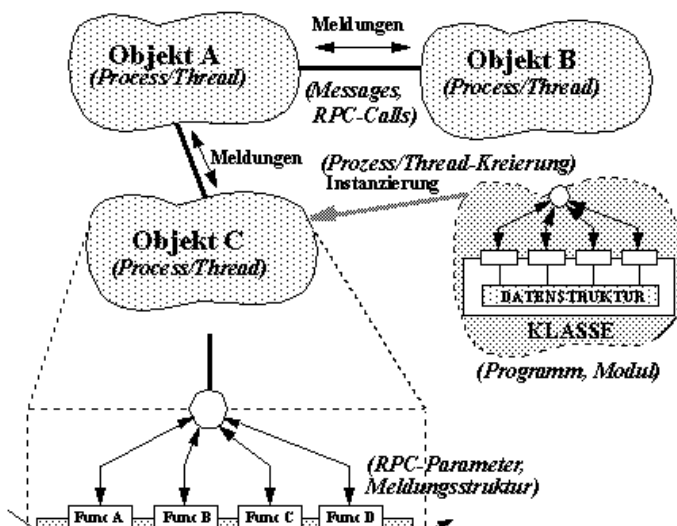 Meldungen
Objekt A
(Process/Thread)
Objekt B
(Process/Thread)
(Messages,
RPC-Calls)
Meldungen
(Prozess/Thread-Kreierung)
Instanzierung
Objekt C
(Process/Thread)
DATENSTRUKTUR
KLASSE
(Programm, Modul)
(RPC-Parameter,
Meldungsstruktur)
Func A
Func B
Func C
Func D